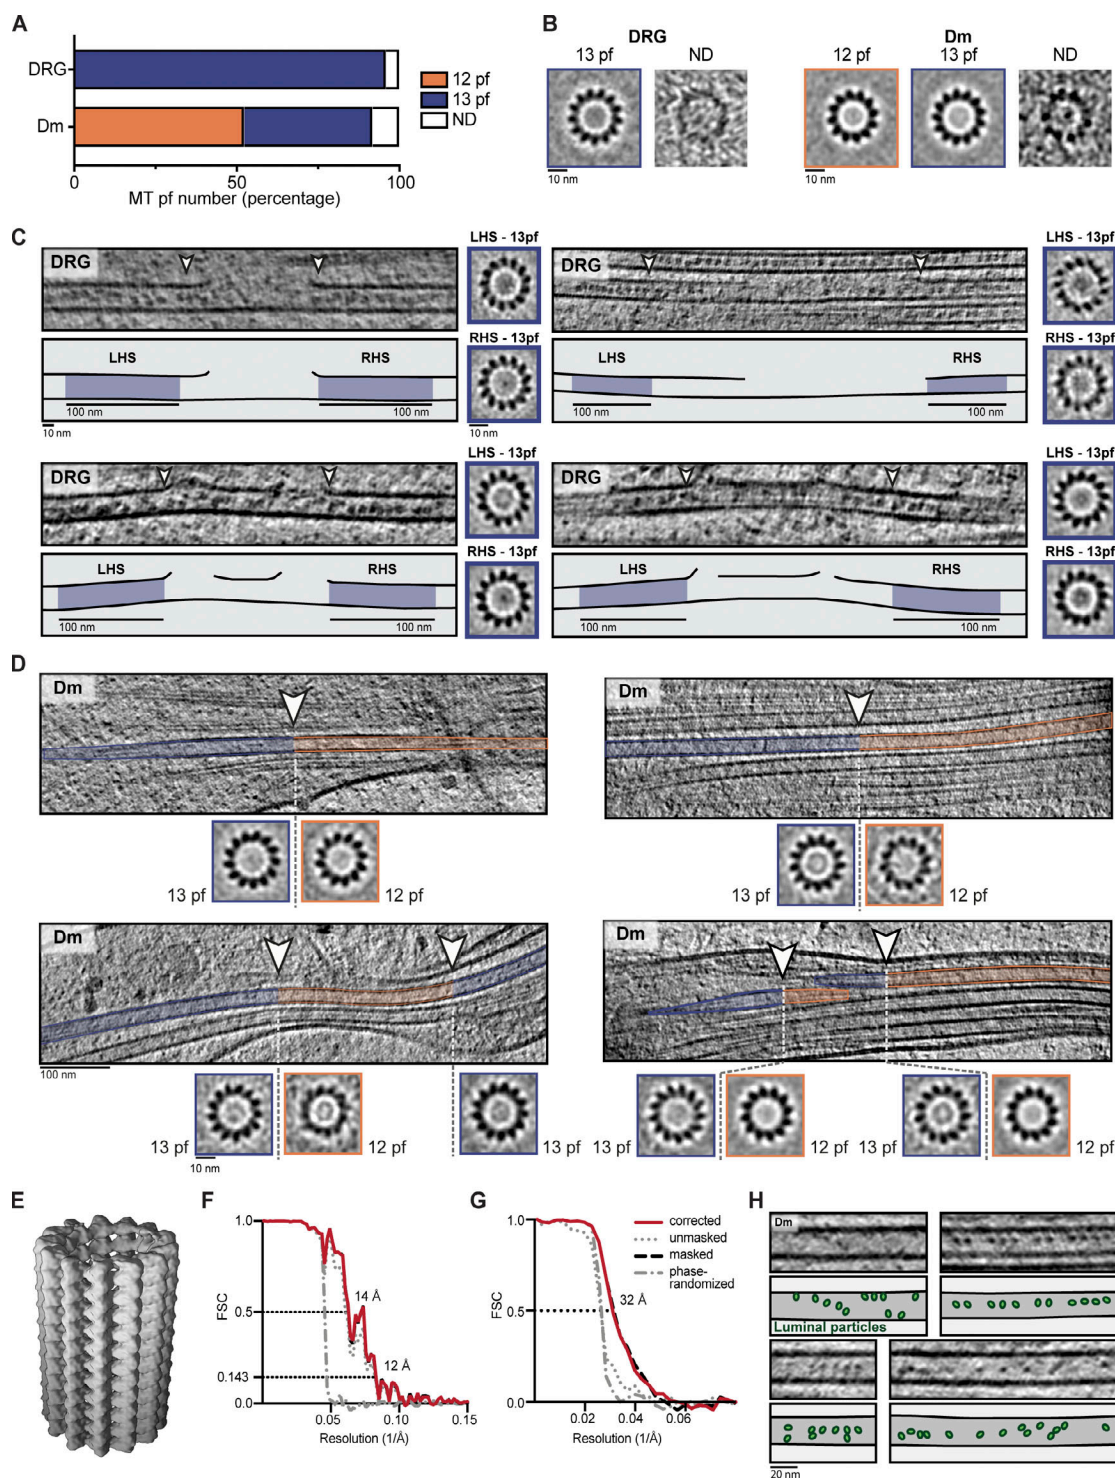 A
DRG
Dm
0
50
100
MT pf number (percentage)
12 pf
13 pf
ND
B
DRG
13 pf
ND
10 nm
Dm
12 pf
13 pf
ND
10 nm
C
DRG
LHS - 13pf
LHS
RHS
RHS - 13pf
100 nm
100 nm
10 nm
10 nm
DRG
LHS - 13pf
LHS
RHS
RHS - 13pf
100 nm
100 nm
DRG
LHS - 13pf
LHS
RHS
RHS - 13pf
100 nm
100 nm
DRG
LHS - 13pf
LHS
RHS
RHS - 13pf
100 nm
100 nm
D
Dm
13 pf
12 pf
Dm
13 pf
12 pf
Dm
100 nm
13 pf
12 pf
13 pf
10 nm
Dm
13 pf
12 pf
13 pf
12 pf
E
F
1.0
0.5
0.143
0.0
FSC
14 Å
12 Å
0.05
0.10
0.15
Resolution (1/Å)
G
1.0
0.5
0.0
FSC
32 Å
0.02
0.04
0.06
Resolution (1/Å)
corrected
unmasked
masked
phase-
randomized
H
Dm
Luminal particles
20 nm